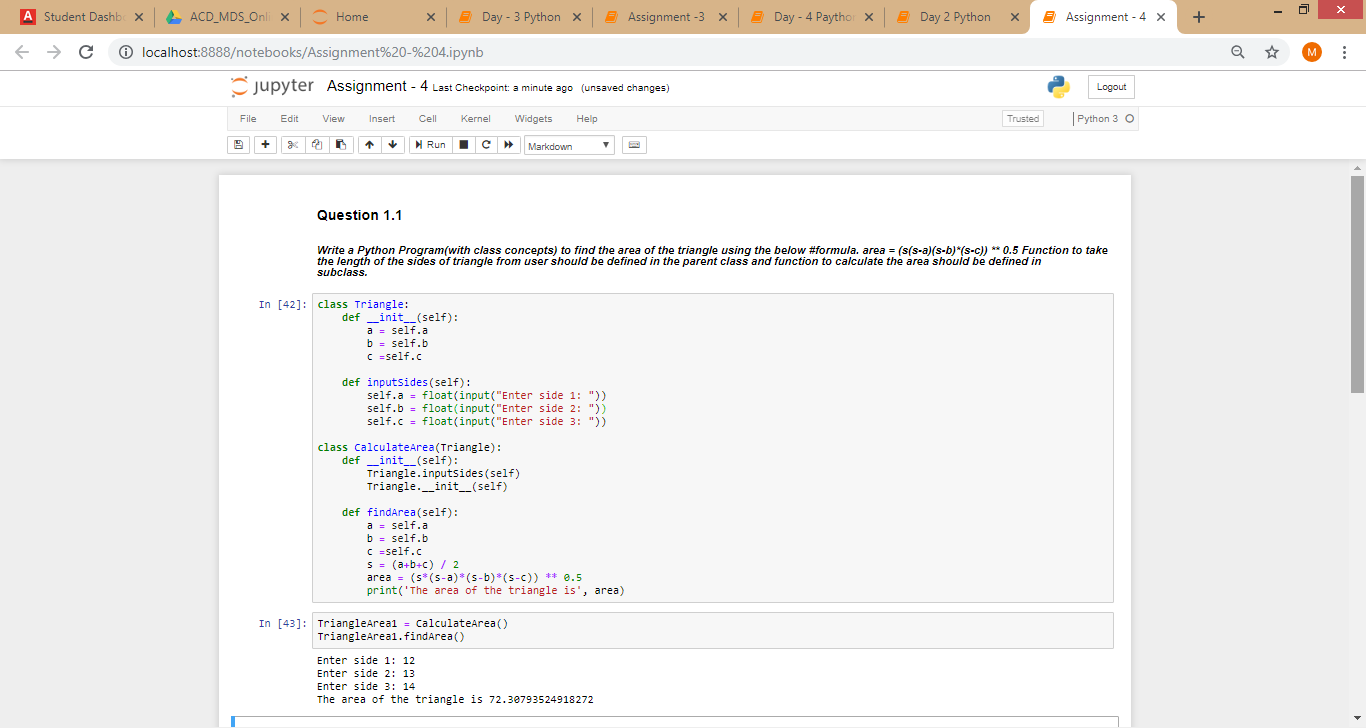 A Student Dashb
ACD_MDS_Onli
Home
Day - 3 Python
Assignment -3
Day - 4 Paython
Day 2 Python
Assignment - 4
localhost:8888/notebooks/Assignment%20-%204.ipynb
M
jupyter Assignment - 4 Last Checkpoint: a minute ago (unsaved changes)
Logout
File Edit View Insert Cell Kernel Widgets Help
Trusted
Python 3
Run
Markdown
Question 1.1
Write a Python Program(with class concepts) to find the area of the triangle using the below #formula. area = (s(s-a)(s-b)*(s-c)) ** 0.5 Function to take
the length of the sides of triangle from user should be defined in the parent class and function to calculate the area should be defined in
subclass.
In [42]:
class Triangle:
    def __init__(self):
        a = self.a
        b = self.b
        c =self.c
    def inputSides(self):
        self.a = float(input("Enter side 1: "))
        self.b = float(input("Enter side 2: "))
        self.c = float(input("Enter side 3: "))
class CalculateArea(Triangle):
    def __init__(self):
        Triangle.inputSides(self)
        Triangle.__init__(self)
    def findArea(self):
        a = self.a
        b = self.b
        c =self.c
        s = (a+b+c) / 2
        area = (s*(s-a)*(s-b)*(s-c)) ** 0.5
        print('The area of the triangle is', area)
In [43]:
TriangleArea1 = CalculateArea()
TriangleArea1.findArea()
Enter side 1: 12
Enter side 2: 13
Enter side 3: 14
The area of the triangle is 72.30793524918272